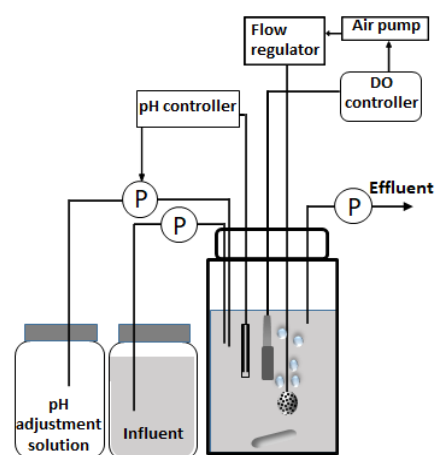 Flow
regulator
Air pump
DO
controller
pH controller
P
P
P
Effluent
pH
adjustment
solution
Influent